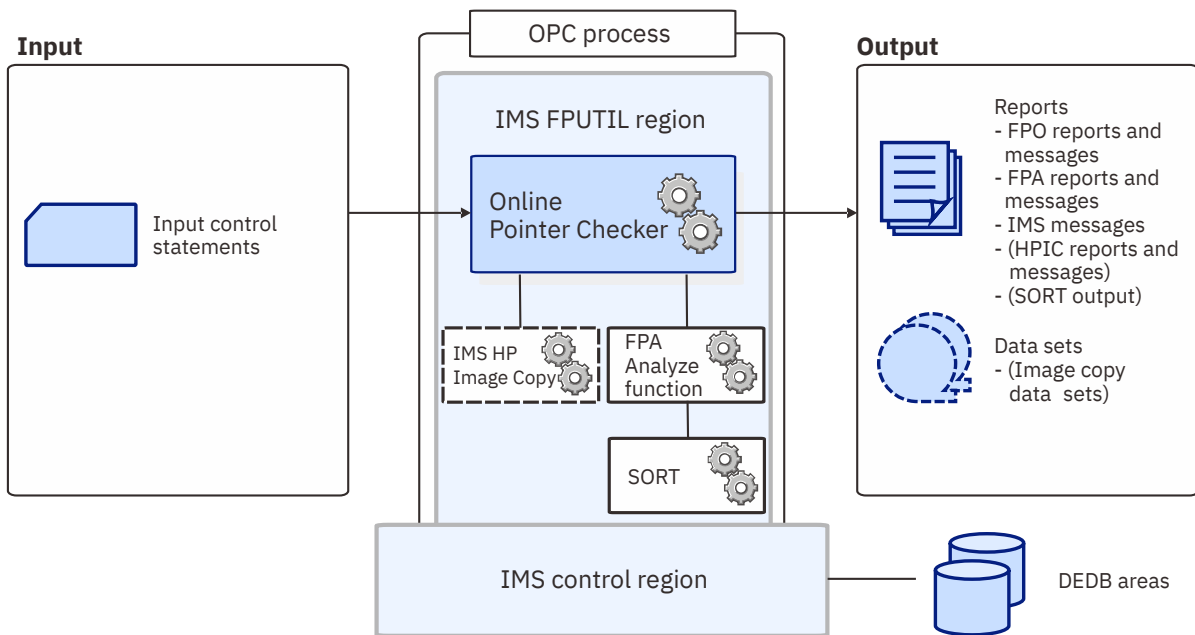 Input
Input control
statements
OPC process
IMS FPUTIL region
Online
Pointer Checker
IMS HP
Image Copy
FPA
Analyze
function
SORT
IMS control region
Output
Reports
- FPO reports and
messages
- FPA reports and
messages
- IMS messages
- (HPIC reports and
messages)
- (SORT output)
Data sets
- (Image copy
data sets)
DEDB areas